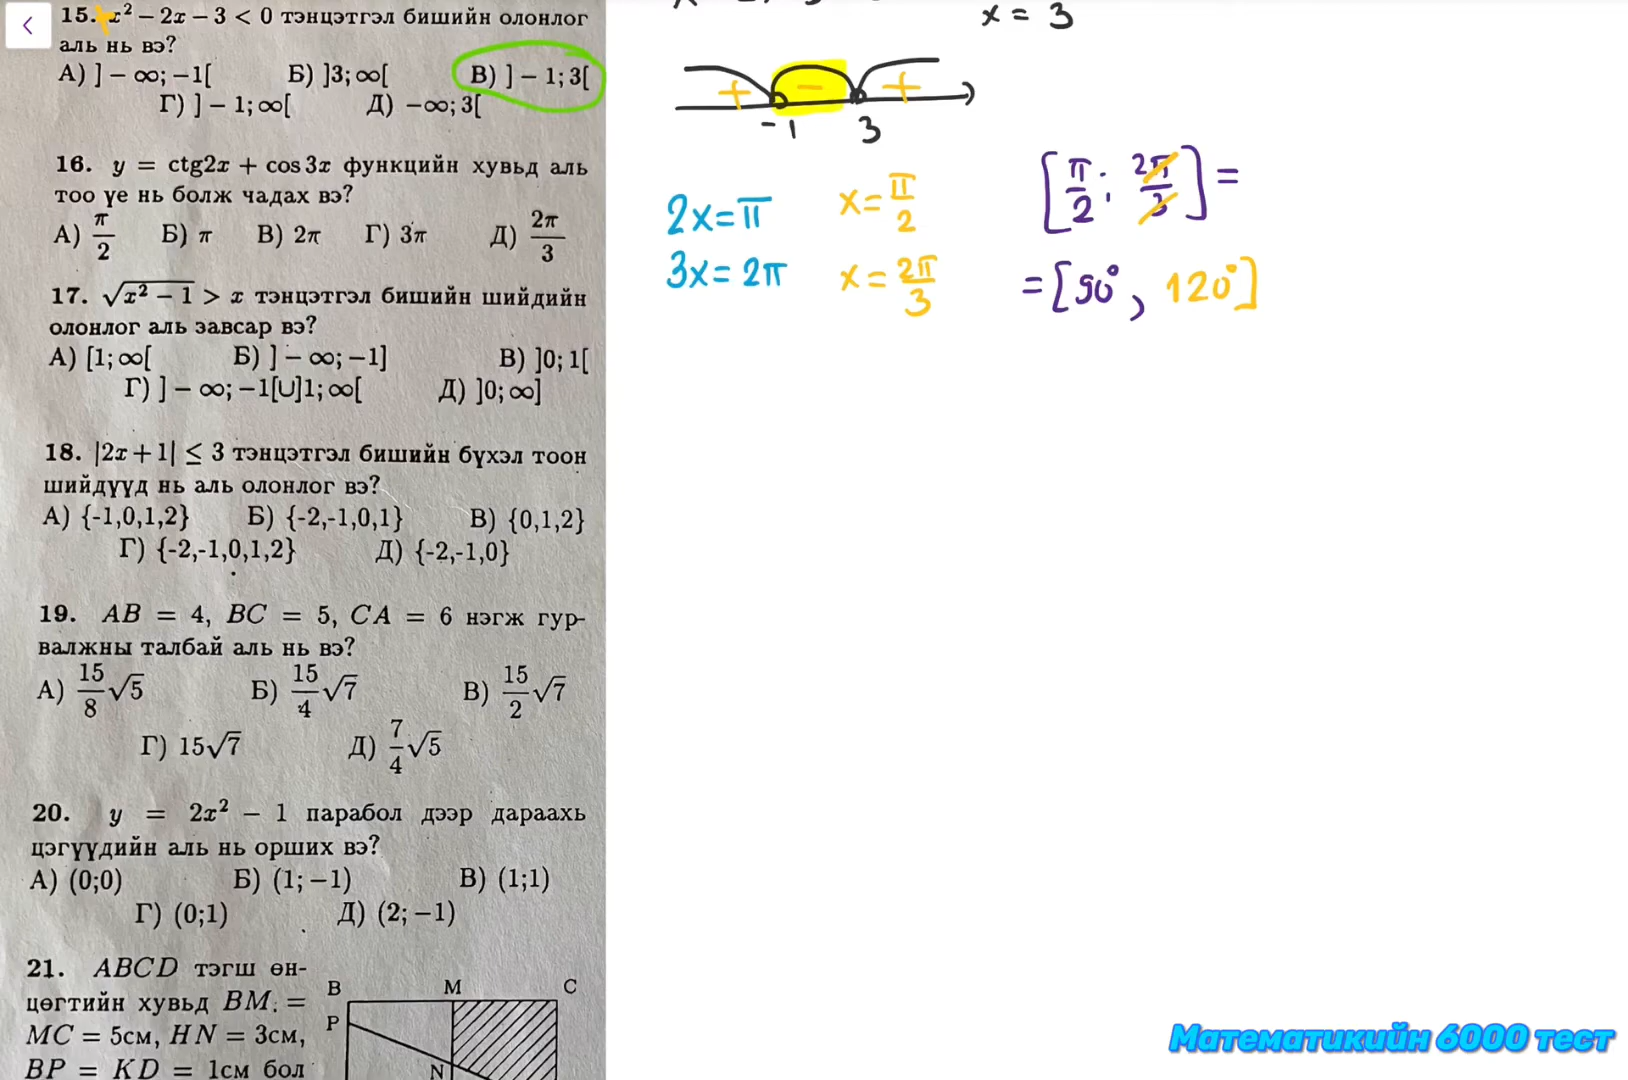 15. x² − 2x − 3 < 0 тэнцэтгэл бишийн олонлог
аль нь вэ?
А) ] − ∞; −1[ Б) ]3; ∞[ В) ] − 1; 3[
Г) ] − 1; ∞[ Д) −∞; 3[
16. y = ctg2x + cos 3x функцийн хувьд аль
тоо үе нь болж чадах вэ?
А) π/2 Б) π В) 2π Г) 3π Д) 2π/3
17. √(x² − 1) > x тэнцэтгэл бишийн шийдийн
олонлог аль завсар вэ?
А) [1; ∞[ Б) ] − ∞; −1] В) ]0; 1[
Г) ] − ∞; −1[∪]1; ∞[ Д) ]0; ∞]
18. |2x + 1| ≤ 3 тэнцэтгэл бишийн бүхэл тоон
шийдүүд нь аль олонлог вэ?
А) {-1,0,1,2} Б) {-2,-1,0,1} В) {0,1,2}
Г) {-2,-1,0,1,2} Д) {-2,-1,0}
19. AB = 4, BC = 5, CA = 6 нэгж гур-
валжны талбай аль нь вэ?
А) 15/8 √5 Б) 15/4 √7 В) 15/2 √7
Г) 15√7 Д) 7/4 √5
20. y = 2x² − 1 парабол дээр дараахь
цэгүүдийн аль нь орших вэ?
А) (0;0) Б) (1; −1) В) (1;1)
Г) (0;1) Д) (2; −1)
21. ABCD тэгш өн-
цөгтийн хувьд BM =
MC = 5см, HN = 3см,
BP = KD = 1см бол
B M C
P
N
x = 3
+ − +
−1 3
2x = π x = π/2
3x = 2π x = 2π/3
[π/2 ; 2π/3] =
= [90°, 120°]
Математикийн 6000 тест